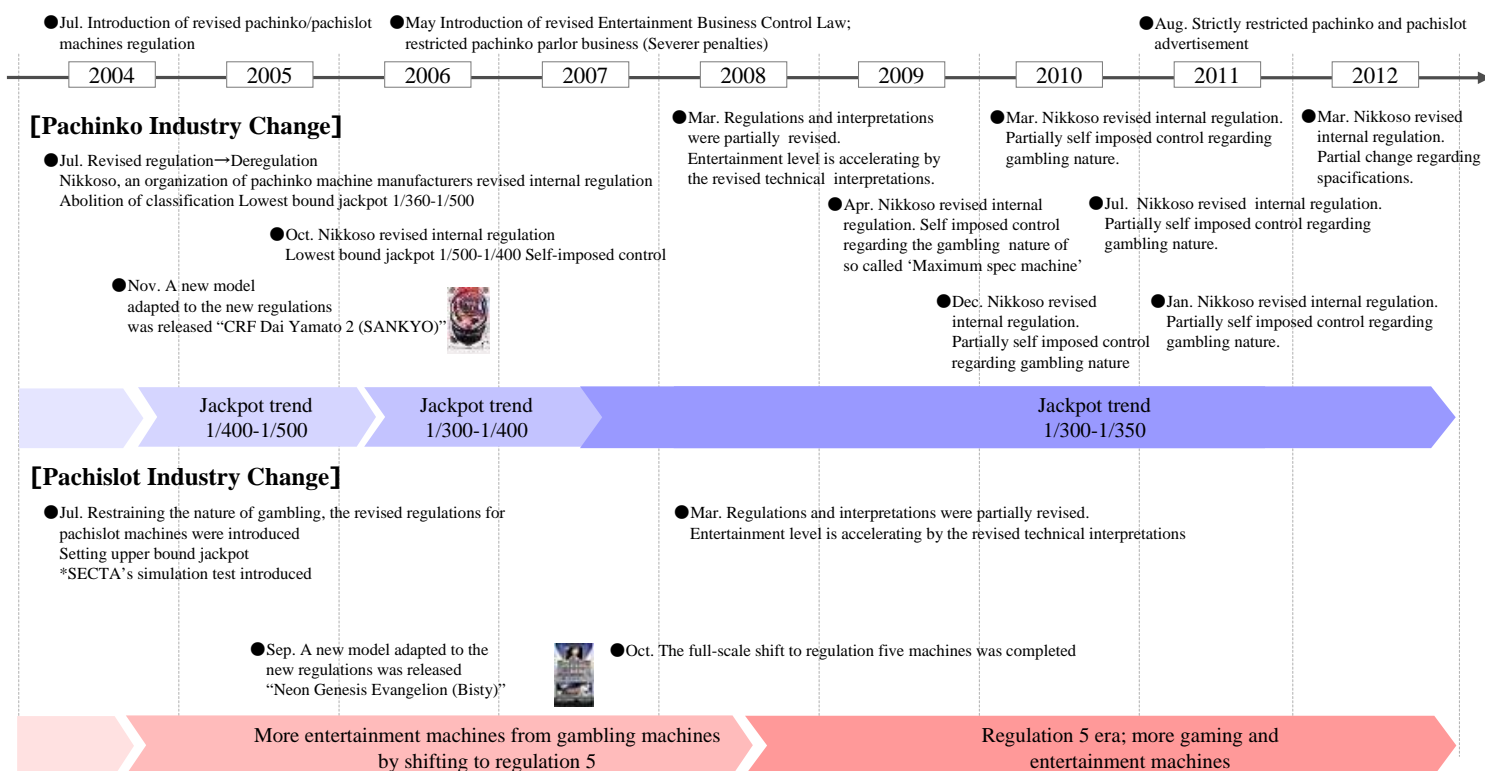 ●Jul. Introduction of revised pachinko/pachislot
machines regulation
●May Introduction of revised Entertainment Business Control Law;
restricted pachinko parlor business (Severer penalties)
●Aug. Strictly restricted pachinko and pachislot
advertisement
2004
2005
2006
2007
2008
2009
2010
2011
2012
[Pachinko Industry Change]
●Jul. Revised regulation→Deregulation
Nikkoso, an organization of pachinko machine manufacturers revised internal regulation
Abolition of classification Lowest bound jackpot 1/360-1/500
●Oct. Nikkoso revised internal regulation
Lowest bound jackpot 1/500-1/400 Self-imposed control
●Nov. A new model
adapted to the new regulations
was released “CRF Dai Yamato 2 (SANKYO)”
●Mar. Regulations and interpretations
were partially revised.
Entertainment level is accelerating by
the revised technical interpretations.
●Apr. Nikkoso revised internal
regulation. Self imposed control
regarding the gambling nature of
so called ‘Maximum spec machine’
●Dec. Nikkoso revised
internal regulation.
Partially self imposed control
regarding gambling nature
●Mar. Nikkoso revised internal regulation.
Partially self imposed control regarding
gambling nature.
●Jul. Nikkoso revised internal regulation.
Partially self imposed control regarding
gambling nature.
●Jan. Nikkoso revised internal regulation.
Partially self imposed control regarding
gambling nature.
●Mar. Nikkoso revised
internal regulation.
Partial change regarding
spacifications.
Jackpot trend
1/400-1/500
Jackpot trend
1/300-1/400
Jackpot trend
1/300-1/350
[Pachislot Industry Change]
●Jul. Restraining the nature of gambling, the revised regulations for
pachislot machines were introduced
Setting upper bound jackpot
*SECTA’s simulation test introduced
●Mar. Regulations and interpretations were partially revised.
Entertainment level is accelerating by the revised technical interpretations
●Sep. A new model adapted to the
new regulations was released
“Neon Genesis Evangelion (Bisty)”
●Oct. The full-scale shift to regulation five machines was completed
More entertainment machines from gambling machines
by shifting to regulation 5
Regulation 5 era; more gaming and
entertainment machines